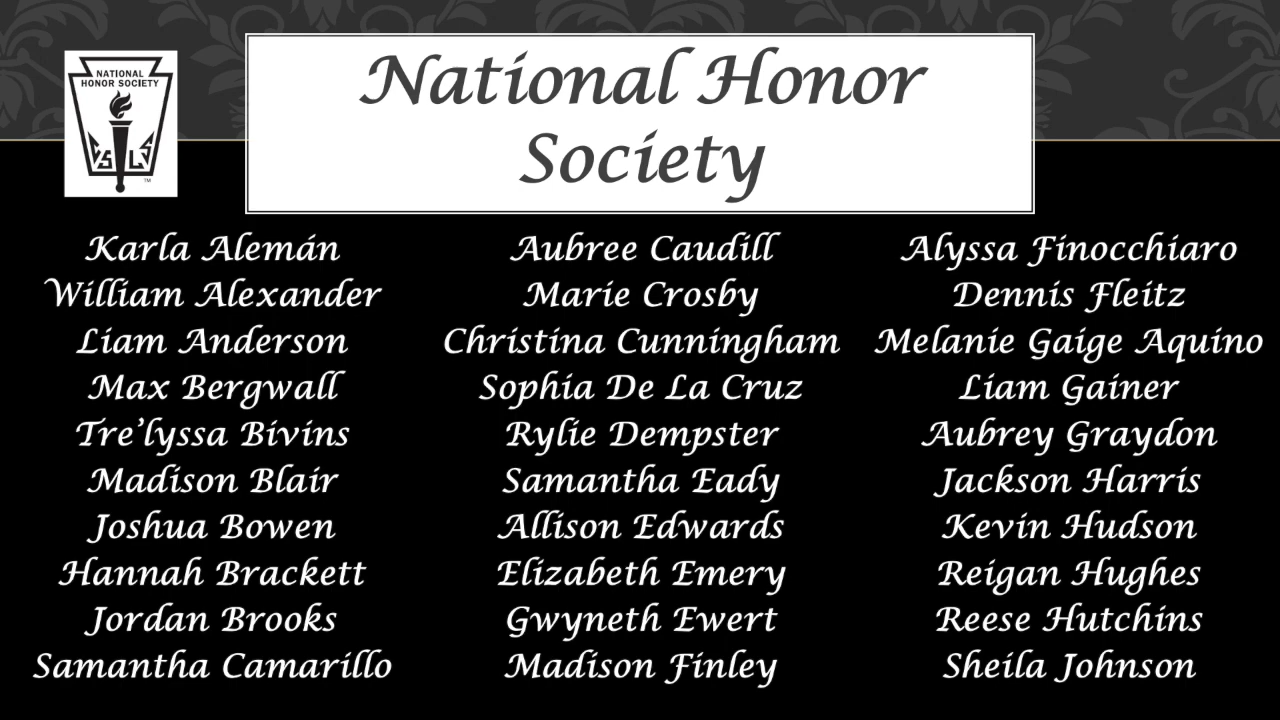 NATIONAL
HONOR SOCIETY
C S L S
TM
National Honor
Society
Karla Alemán
William Alexander
Liam Anderson
Max Bergwall
Tre’lyssa Bivins
Madison Blair
Joshua Bowen
Hannah Brackett
Jordan Brooks
Samantha Camarillo
Aubree Caudill
Marie Crosby
Christina Cunningham
Sophia De La Cruz
Rylie Dempster
Samantha Eady
Allison Edwards
Elizabeth Emery
Gwyneth Ewert
Madison Finley
Alyssa Finocchiaro
Dennis Fleitz
Melanie Gaige Aquino
Liam Gainer
Aubrey Graydon
Jackson Harris
Kevin Hudson
Reigan Hughes
Reese Hutchins
Sheila Johnson